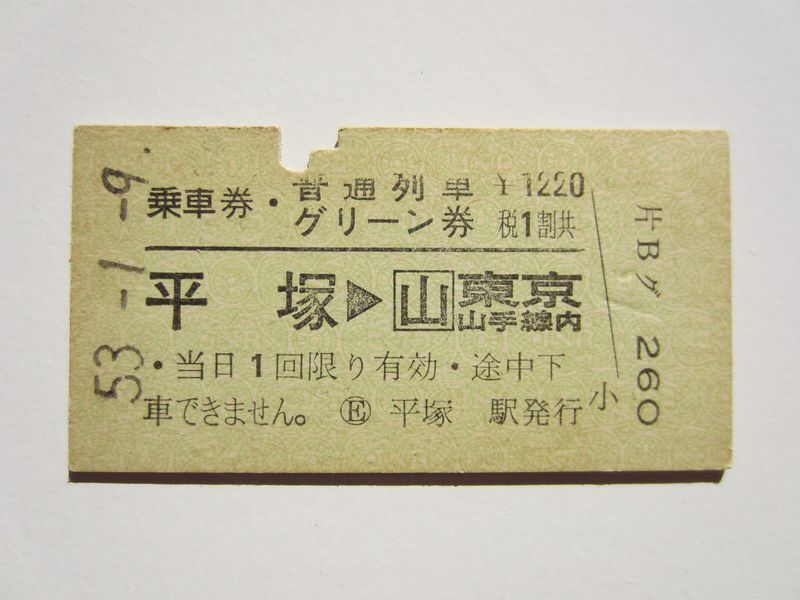 53.-1.-9.
乗車券・普通列車グリーン券 ¥1220
税1割共
平塚▶山東京山手線内
・当日1回限り有効・途中下
車できません。 Ⓔ 平塚 駅発行
小
片Bグ 260